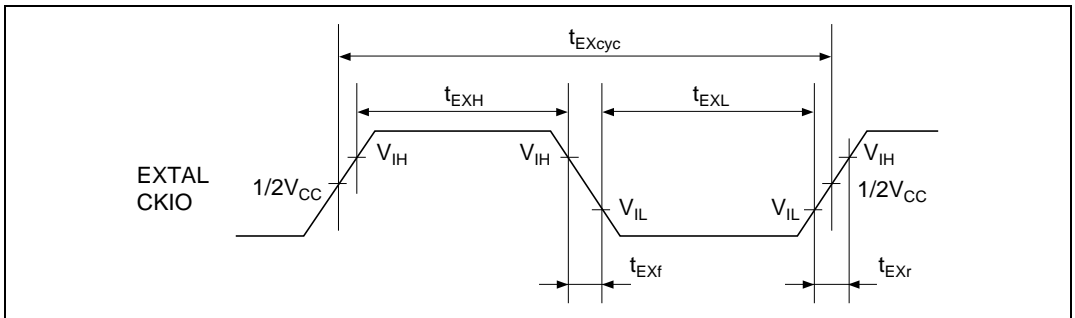 t_EXcyc
t_EXH t_EXL
V_IH V_IH V_IH
EXTAL 1/2V_CC 1/2V_CC
CKIO
V_IL V_IL
t_EXf t_EXr